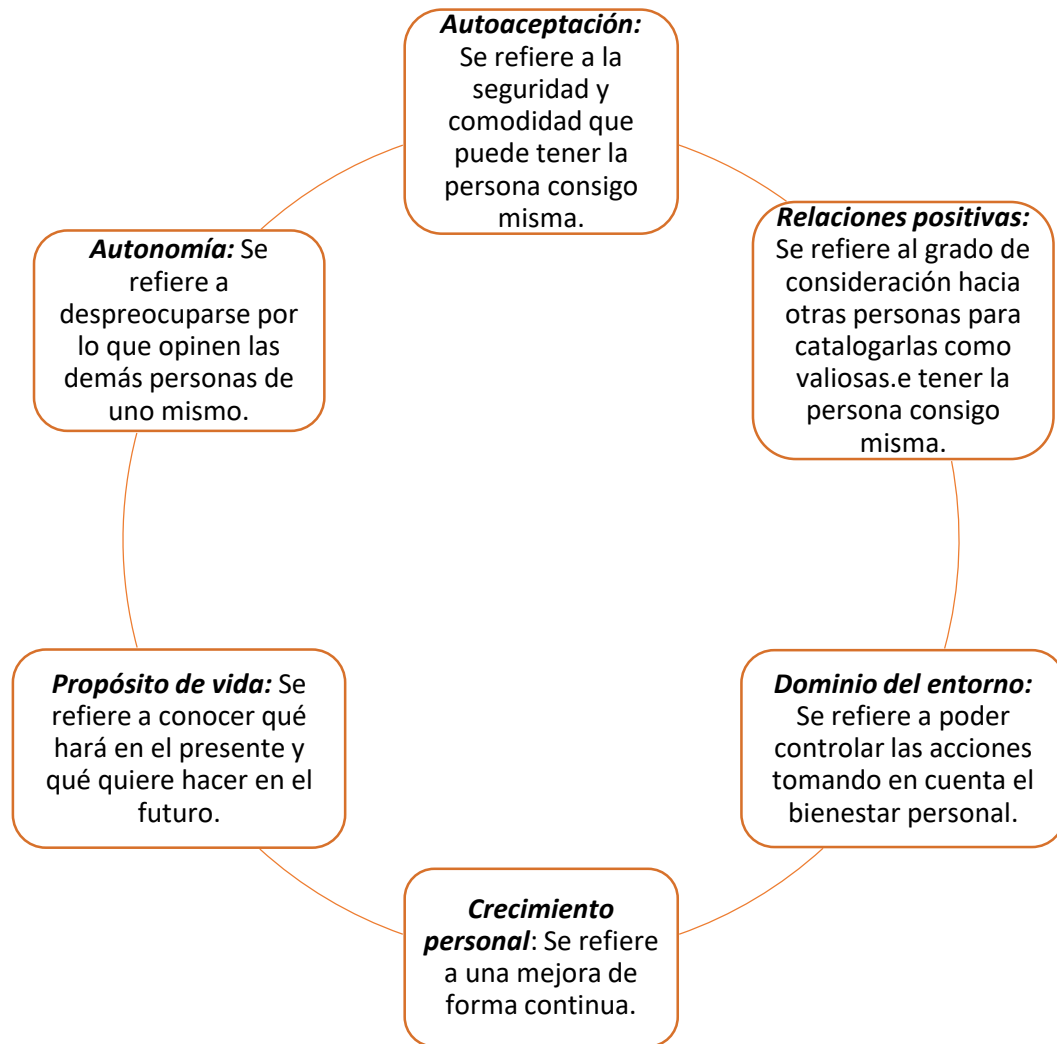 Autoaceptación:
Se refiere a la
seguridad y
comodidad que
puede tener la
persona consigo
misma.
Relaciones positivas:
Se refiere al grado de
consideración hacia
otras personas para
catalogarlas como
valiosas.e tener la
persona consigo
misma.
Dominio del entorno:
Se refiere a poder
controlar las acciones
tomando en cuenta el
bienestar personal.
Crecimiento
personal: Se refiere
a una mejora de
forma continua.
Propósito de vida: Se
refiere a conocer qué
hará en el presente y
qué quiere hacer en el
futuro.
Autonomía: Se
refiere a
despreocuparse por
lo que opinen las
demás personas de
uno mismo.